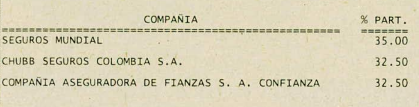 COMPAÑIA % PART.
SEGUROS MUNDIAL 35.00
CHUBB SEGUROS COLOMBIA S.A. 32.50
COMPAÑIA ASEGURADORA DE FIANZAS S. A. CONFIANZA 32.50